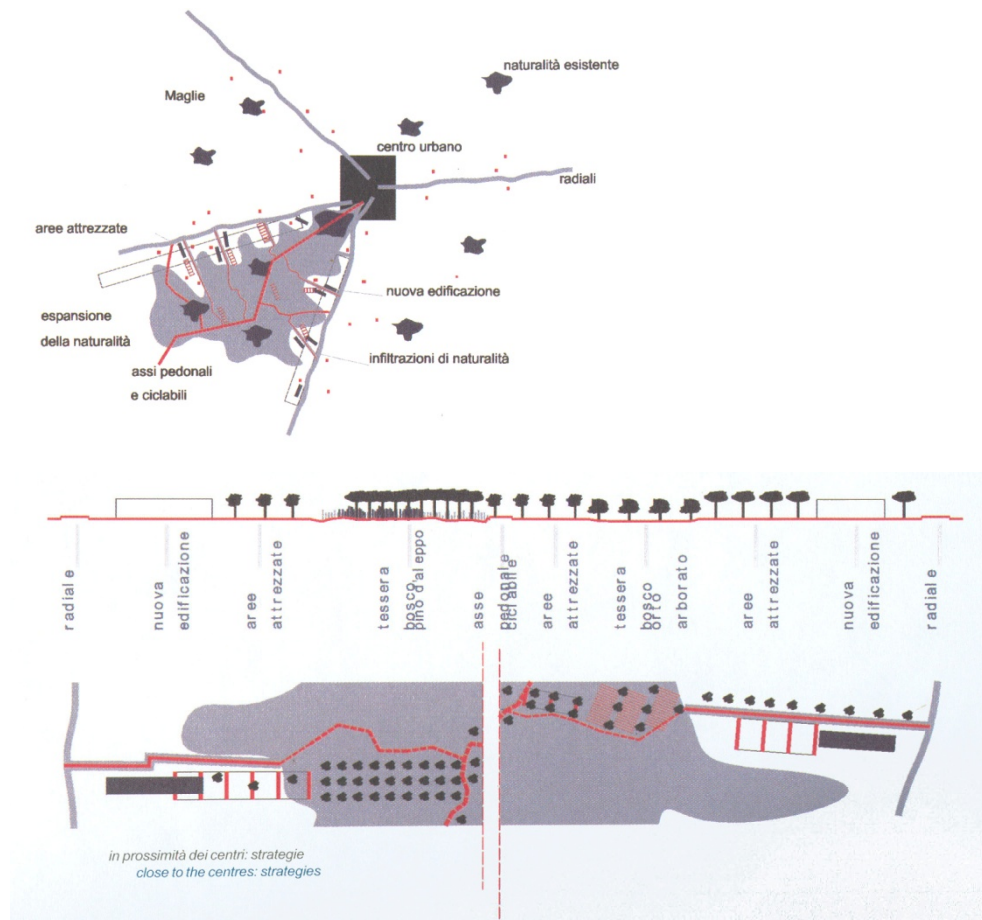 naturalità esistente
Maglie
centro urbano
radiali
aree attrezzate
nuova edificazione
espansione
della naturalità
infiltrazioni di naturalità
assi pedonali
e ciclabili
radiale
nuova
edificazione
aree
attrezzate
tessera
bosco
pino d'aleppo
asse
pedonale
ciclabile
aree
attrezzate
tessera
bosco
orto
arborato
aree
attrezzate
nuova
edificazione
radiale
in prossimità dei centri: strategie
close to the centres: strategies